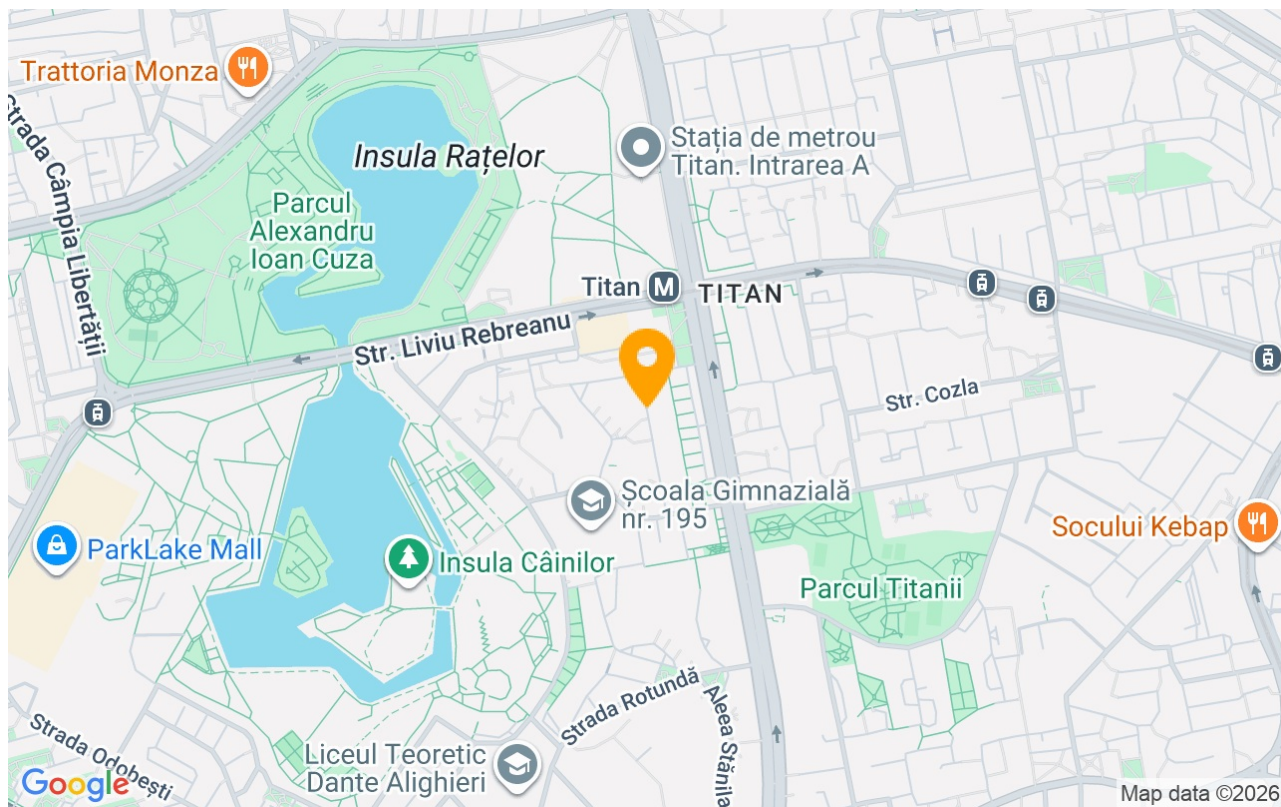 Trattoria Monza
Strada Câmpia Libertății
Insula Rațelor
Stația de metrou
Titan. Intrarea A
Parcul
Alexandru
Ioan Cuza
Titan
M
TITAN
Str. Liviu Rebreanu
Str. Cozla
Școala Gimnazială
nr. 195
Socului Kebap
ParkLake Mall
Insula Câinilor
Parcul Titanii
Strada Rotundă
Aleea Stănila
Strada Odobești
Liceul Teoretic
Dante Alighieri
Google
Map data ©2026